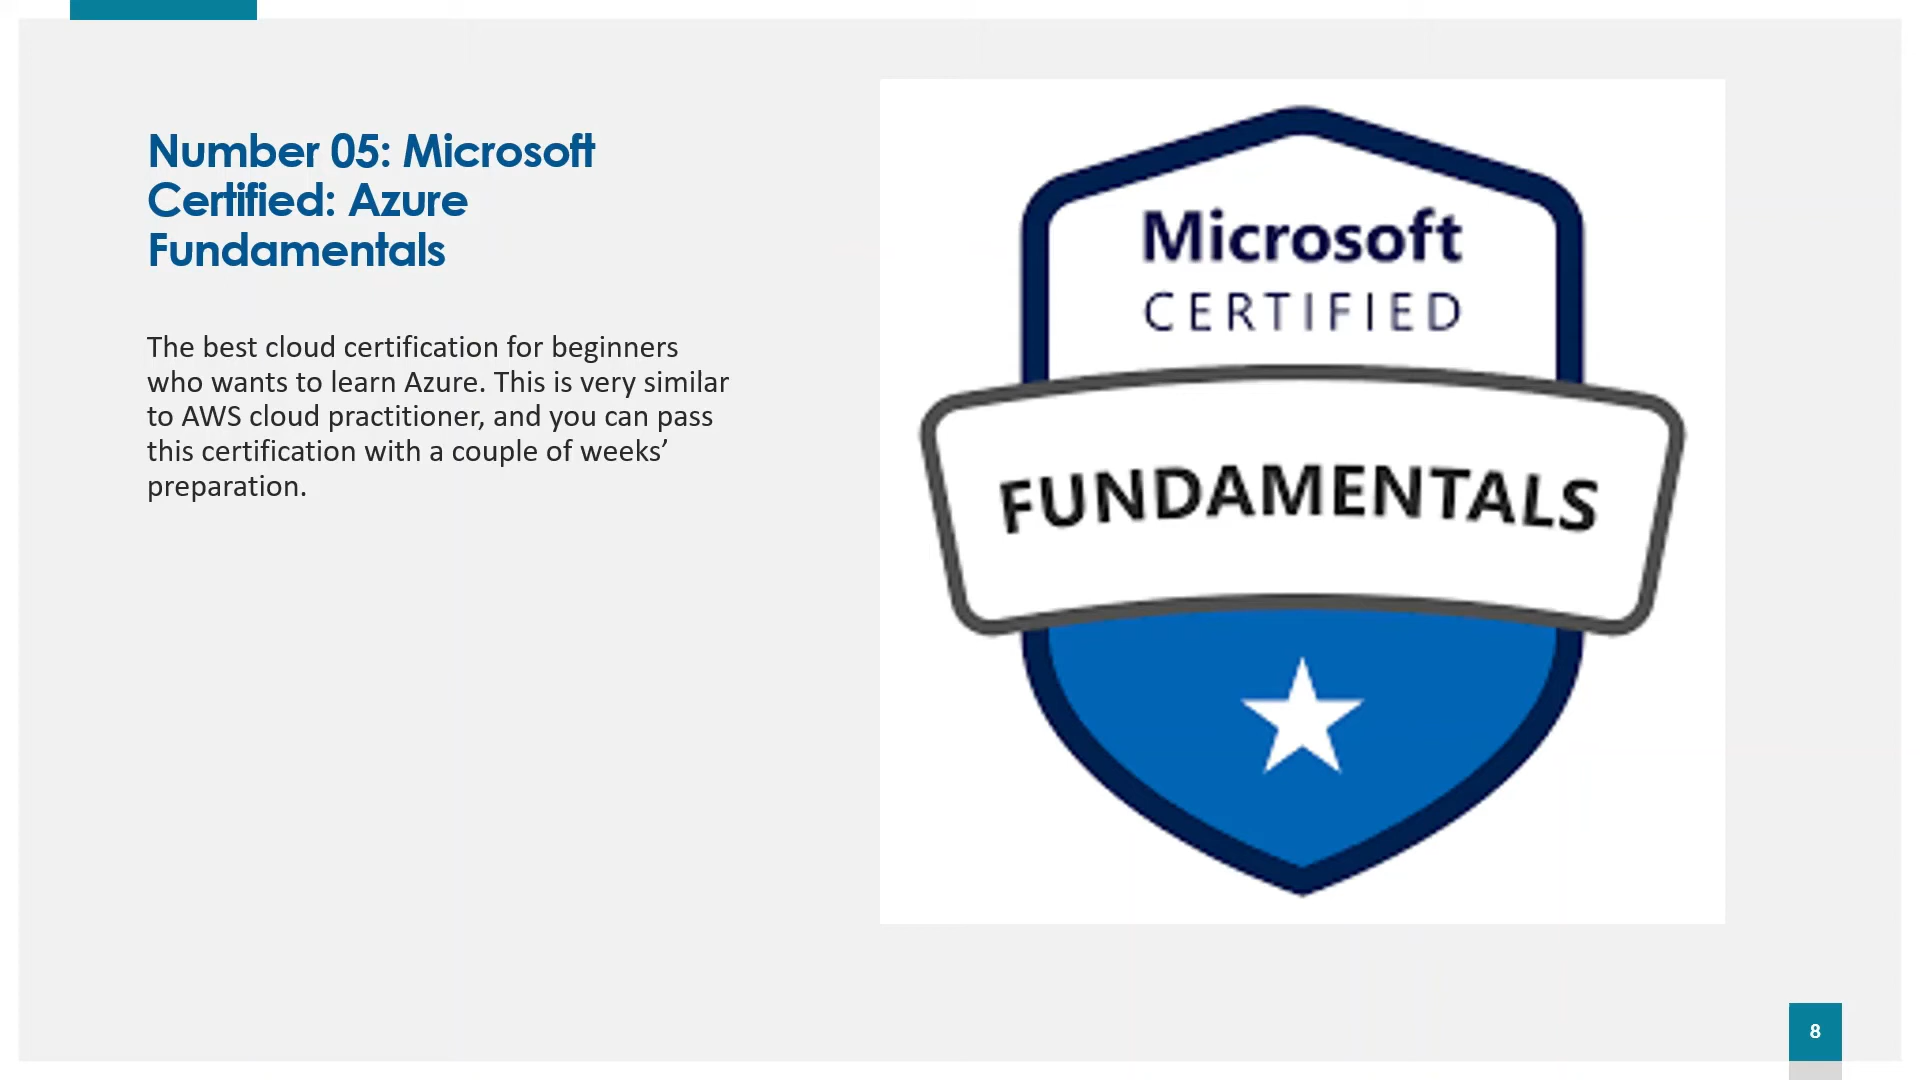 Number 05: Microsoft
Certified: Azure
Fundamentals
The best cloud certification for beginners
who wants to learn Azure. This is very similar
to AWS cloud practitioner, and you can pass
this certification with a couple of weeks’
preparation.
Microsoft
CERTIFIED
FUNDAMENTALS
8